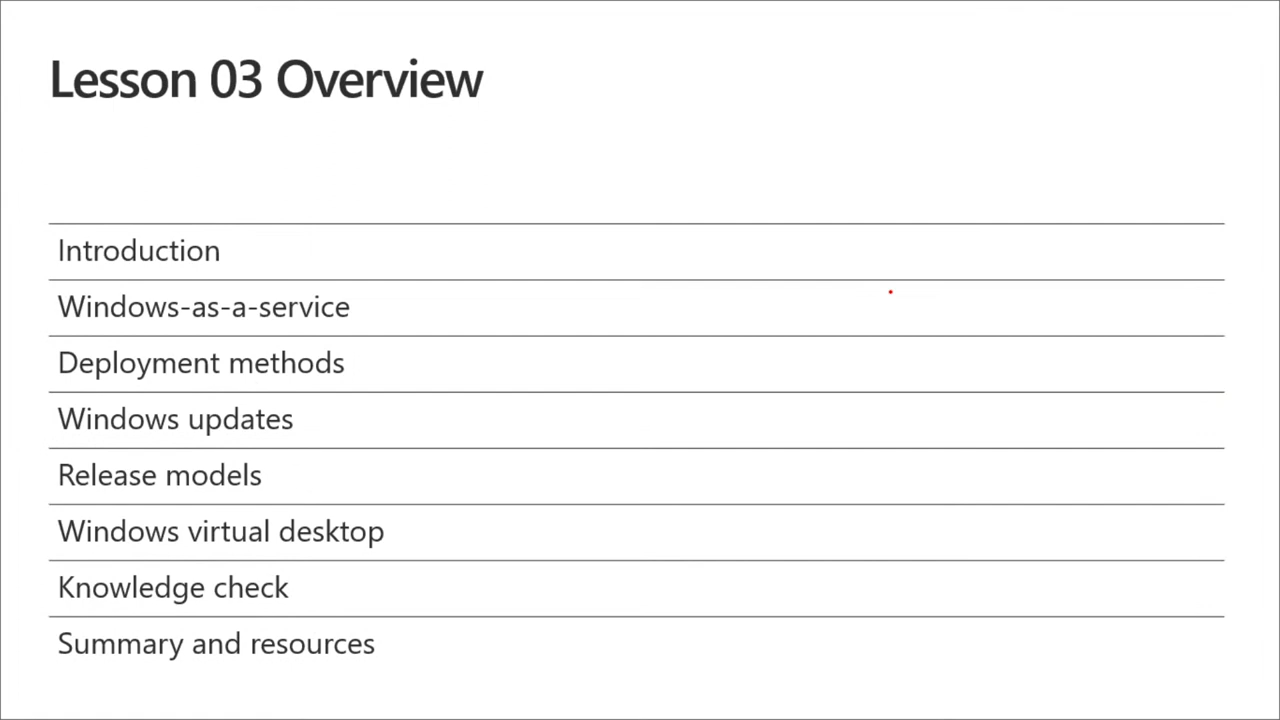 Lesson 03 Overview
Introduction
Windows-as-a-service
Deployment methods
Windows updates
Release models
Windows virtual desktop
Knowledge check
Summary and resources